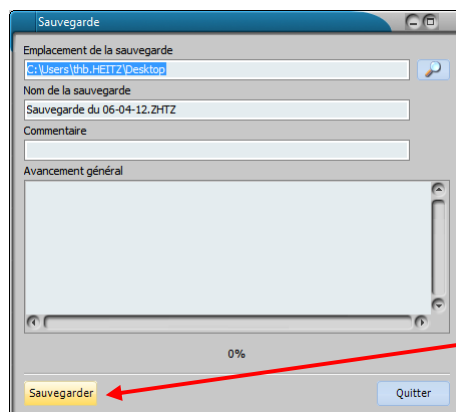 Sauvegarde
Emplacement de la sauvegarde
C:\Users\thb.HEITZ\Desktop
Nom de la sauvegarde
Sauvegarde du 06-04-12.ZHTZ
Commentaire
Avancement général
0%
Sauvegarder
Quitter